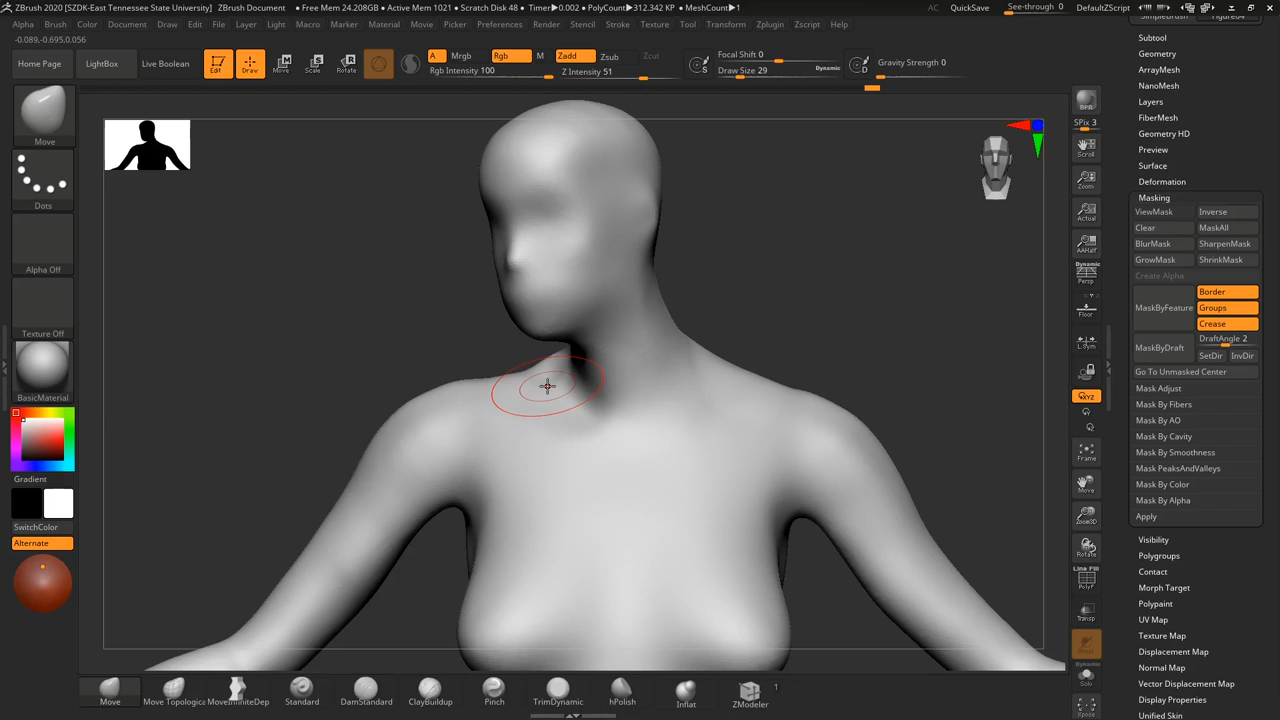 ZBrush 2020 [SZDK-East Tennessee State University] ZBrush Document • Free Mem 24.208GB • Active Mem 1021 • Scratch Disk 48 • Timer▶0.002 • PolyCount▶312.342 KP • MeshCount▶1 AC QuickSave See-through 0 Menus DefaultZScript
Alpha Brush Color Document Draw Edit File Layer Light Macro Marker Material Movie Picker Preferences Render Stencil Stroke Texture Tool Transform Zplugin Zscript Help
-0.089,-0.695,0.056
Home Page LightBox Live Boolean Edit Draw Move Scale Rotate
A Mrgb Rgb M Zadd Zsub Zcut
Rgb Intensity 100 Z Intensity 51
Focal Shift 0
Draw Size 29 Dynamic
S D
Gravity Strength 0
Move
Dots
Alpha Off
Texture Off
BasicMaterial
Gradient
SwitchColor
Alternate
BPR
SPix 3
Scroll
Zoom
Actual
AAHalf
Dynamic
Persp
Floor
L.Sym
XYZ
Frame
Move
Zoom3D
Rotate
Line Fill
PolyF
Transp
Ghost
Dynamic
Solo
Xpose
Subtool
Geometry
ArrayMesh
NanoMesh
Layers
FiberMesh
Geometry HD
Preview
Surface
Deformation
Masking
ViewMask Inverse
Clear MaskAll
BlurMask SharpenMask
GrowMask ShrinkMask
Create Alpha
MaskByFeature Border
Groups
Crease
MaskByDraft DraftAngle 2
SetDir InvDir
Go To Unmasked Center
Mask Adjust
Mask By Fibers
Mask By AO
Mask By Cavity
Mask By Smoothness
Mask PeaksAndValleys
Mask By Color
Mask By Alpha
Apply
Visibility
Polygroups
Contact
Morph Target
Polypaint
UV Map
Texture Map
Displacement Map
Normal Map
Vector Displacement Map
Display Properties
Unified Skin
Move Move Topologic MoveInfiniteDep Standard DamStandard ClayBuildup Pinch TrimDynamic hPolish Inflat ZModeler
1